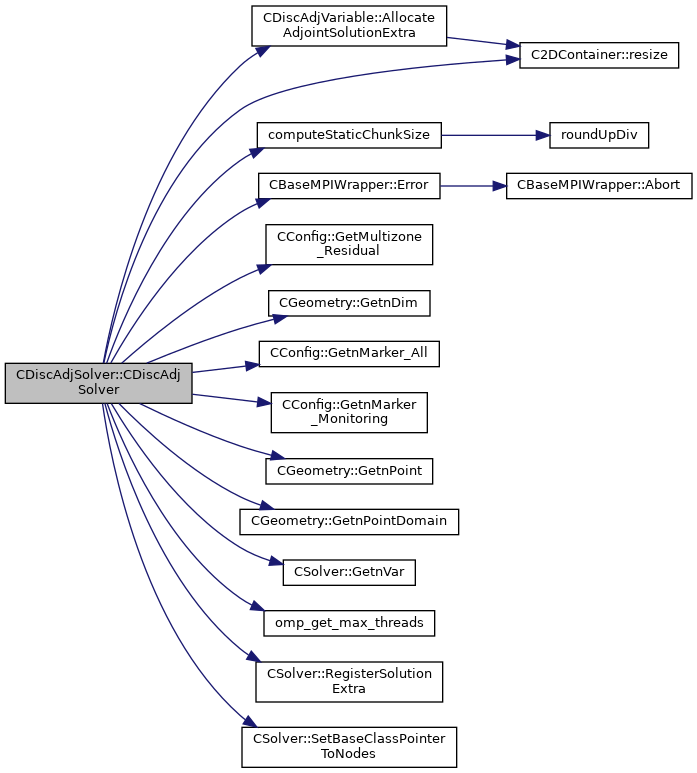 CDiscAdjVariable::Allocate
AdjointSolutionExtra
C2DContainer::resize
computeStaticChunkSize
roundUpDiv
CBaseMPIWrapper::Error
CBaseMPIWrapper::Abort
CConfig::GetMultizone
_Residual
CGeometry::GetnDim
CConfig::GetnMarker_All
CDiscAdjSolver::CDiscAdj
Solver
CConfig::GetnMarker
_Monitoring
CGeometry::GetnPoint
CGeometry::GetnPointDomain
CSolver::GetnVar
omp_get_max_threads
CSolver::RegisterSolution
Extra
CSolver::SetBaseClassPointer
ToNodes